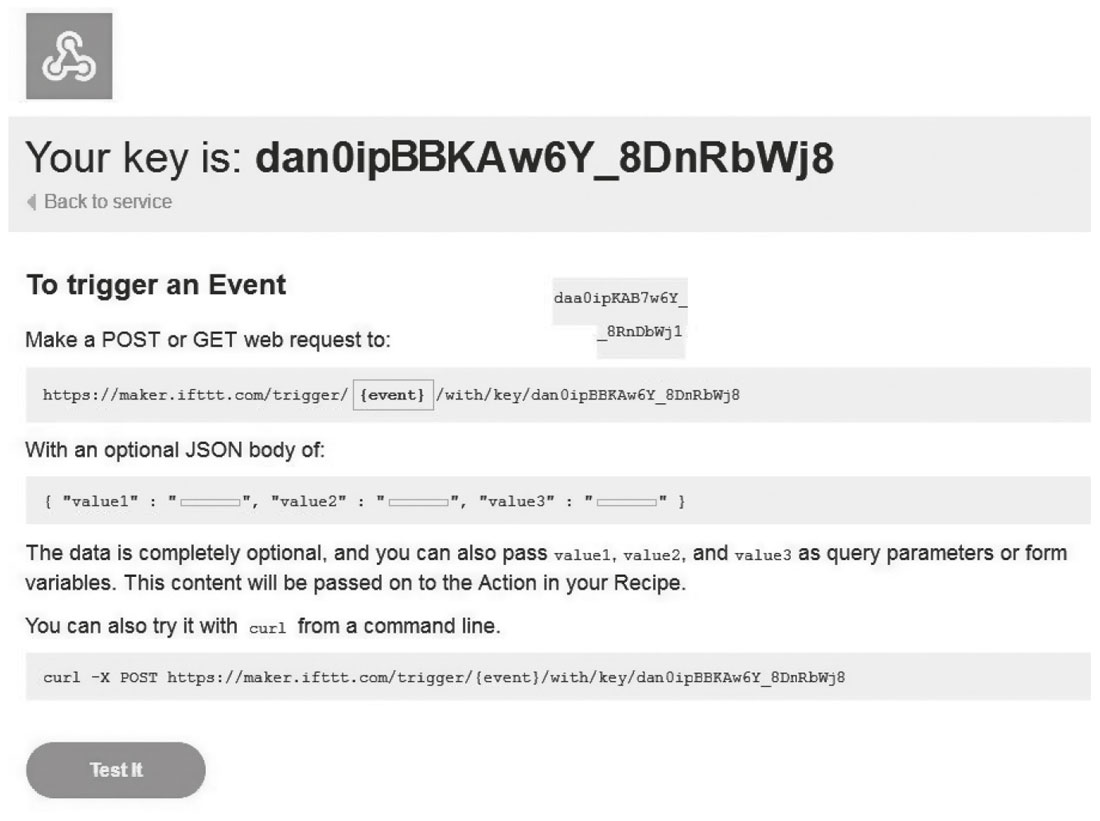 Your key is: dan0ipBBKAw6Y_8DnRbWj8
Back to service
To trigger an Event
daa0ipKAB7w6Y_
_8RnDbWj1
Make a POST or GET web request to:
https://maker.ifttt.com/trigger/ {event} /with/key/dan0ipBBKAw6Y_8DnRbWj8
With an optional JSON body of:
{ "value1" : "", "value2" : "", "value3" : "" }
The data is completely optional, and you can also pass value1, value2, and value3 as query parameters or form
variables. This content will be passed on to the Action in your Recipe.
You can also try it with curl from a command line.
curl -X POST https://maker.ifttt.com/trigger/{event}/with/key/dan0ipBBKAw6Y_8DnRbWj8
Test It